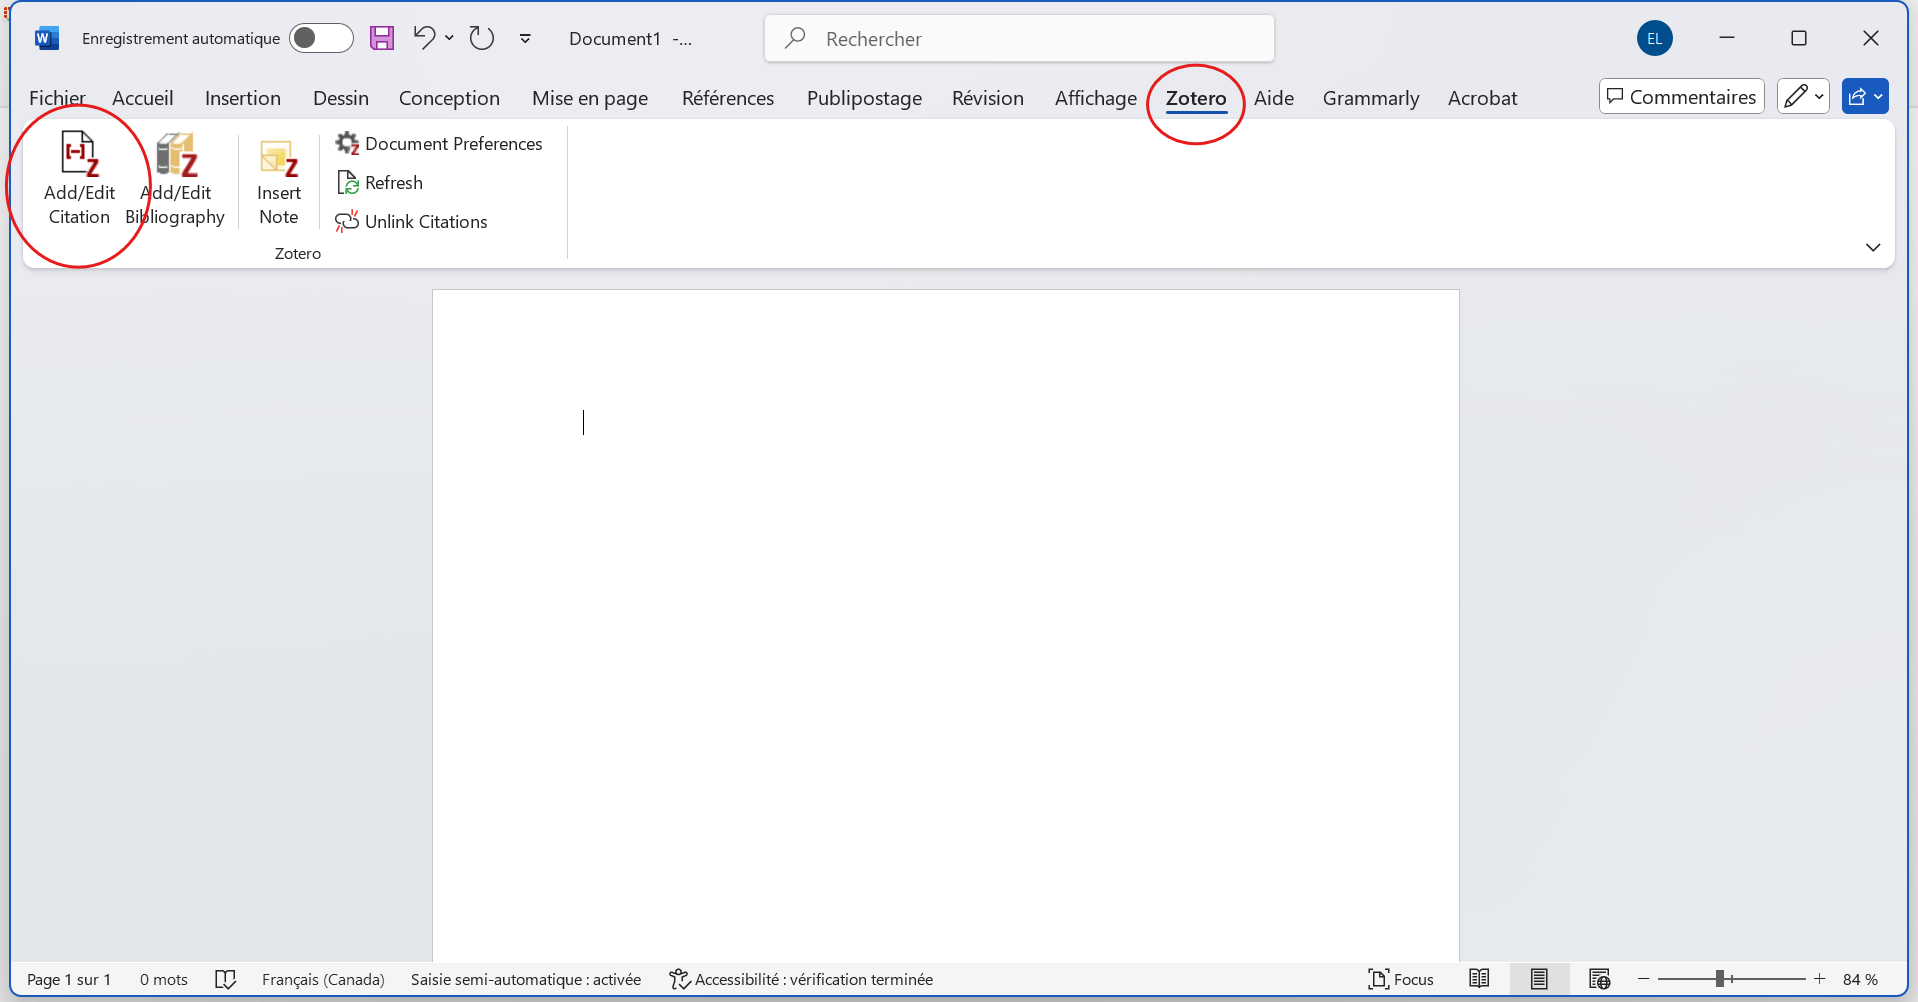 Enregistrement automatique
Document1 -...
Rechercher
EL
Fichier Accueil Insertion Dessin Conception Mise en page Références Publipostage Révision Affichage Zotero Aide Grammarly Acrobat
Commentaires
Add/Edit
Citation
Add/Edit
Bibliography
Insert
Note
Document Preferences
Refresh
Unlink Citations
Zotero
Page 1 sur 1 0 mots Français (Canada) Saisie semi-automatique : activée Accessibilité : vérification terminée Focus 84 %